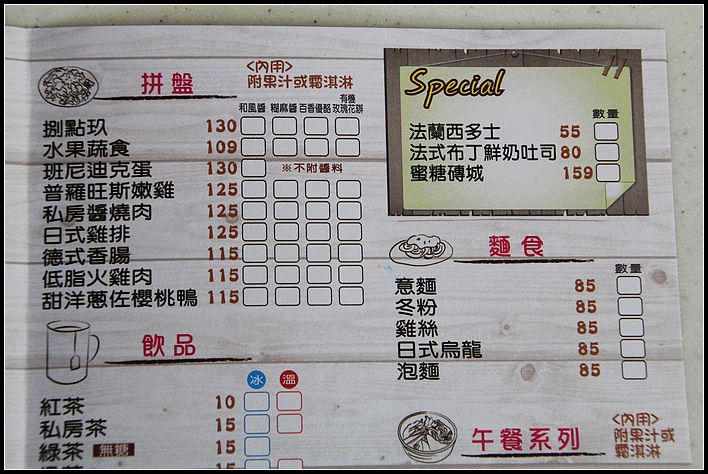 拼盤
<內用>
附果汁或霜淇淋
和風醬 糊麻醬 百香優酪 有機玫瑰花瓣
捌點玖 130
水果蔬食 109
班尼迪克蛋 130 ※不附醬料
普羅旺斯嫩雞 125
私房醬燒肉 125
日式雞排 125
德式香腸 115
低脂火雞肉 115
甜洋蔥佐櫻桃鴨 115
飲品
冰 溫
紅茶 10
私房茶 15
綠茶 無糖 15
15
Special
數量
法蘭西多士 55
法式布丁鮮奶吐司 80
蜜糖磚城 159
麵食
數量
意麵 85
冬粉 85
雞絲 85
日式烏龍 85
泡麵 85
午餐系列
<內用>
附果汁或
霜淇淋